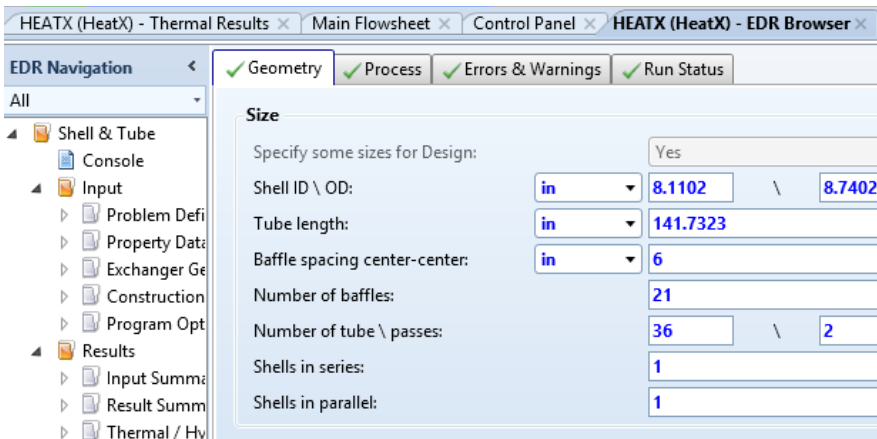 HEATX (HeatX) - Thermal Results × Main Flowsheet × Control Panel × HEATX (HeatX) - EDR Browser ×
EDR Navigation <
All
Shell & Tube
Console
Input
Problem Defi
Property Data
Exchanger Ge
Construction
Program Opt
Results
Input Summa
Result Summ
Thermal / Hy
Geometry Process Errors & Warnings Run Status
Size
Specify some sizes for Design: Yes
Shell ID \ OD: in 8.1102 \ 8.7402
Tube length: in 141.7323
Baffle spacing center-center: in 6
Number of baffles: 21
Number of tube \ passes: 36 \ 2
Shells in series: 1
Shells in parallel: 1